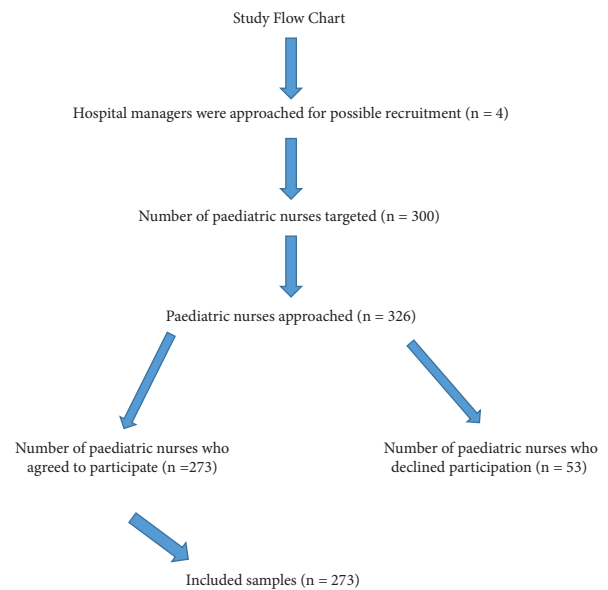 Study Flow Chart
Hospital managers were approached for possible recruitment (n = 4)
Number of paediatric nurses targeted (n = 300)
Paediatric nurses approached (n = 326)
Number of paediatric nurses who
agreed to participate (n =273)
Number of paediatric nurses who
declined participation (n = 53)
Included samples (n = 273)